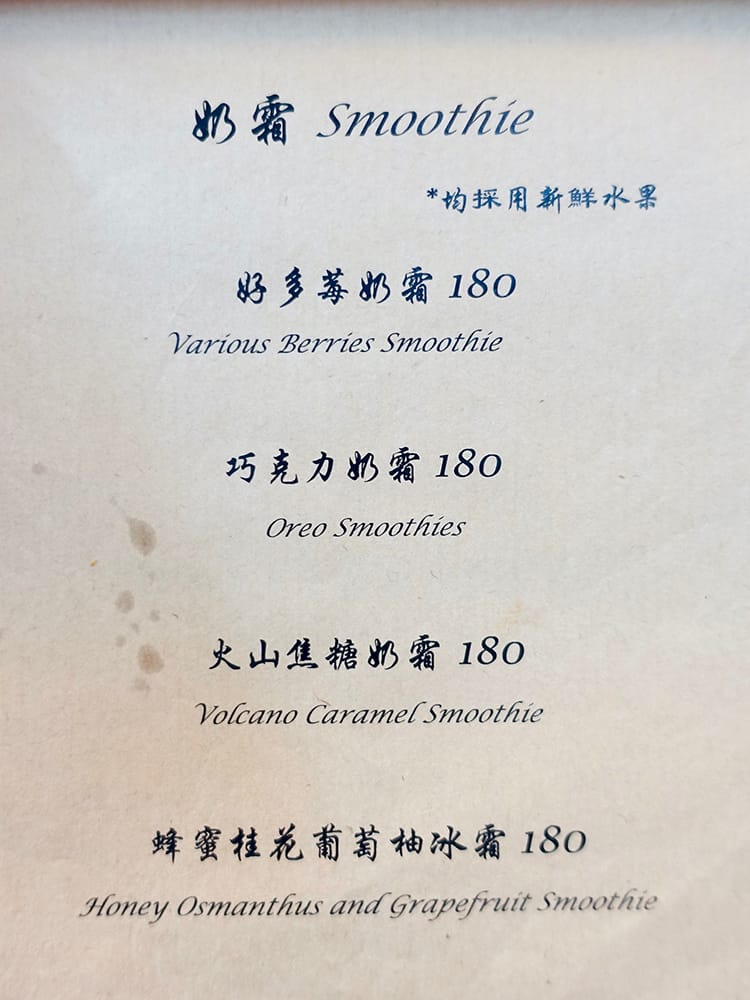 奶霜 Smoothie
*均採用新鮮水果
好多莓奶霜 180
Various Berries Smoothie
巧克力奶霜 180
Oreo Smoothies
火山焦糖奶霜 180
Volcano Caramel Smoothie
蜂蜜桂花葡萄柚冰霜 180
Honey Osmanthus and Grapefruit Smoothie